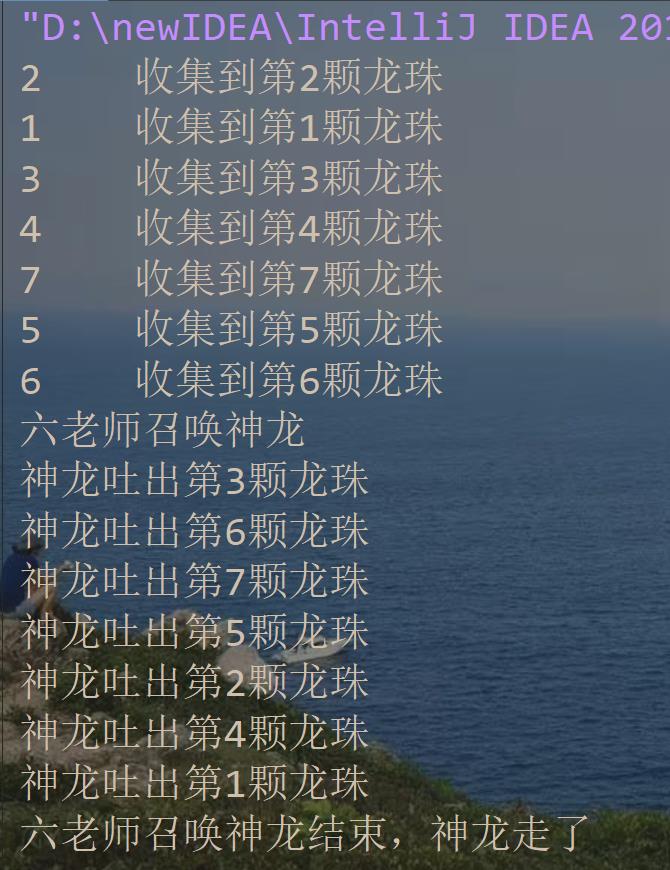 "D:\newIDEA\IntelliJ IDEA 20
2 收集到第2颗龙珠
1 收集到第1颗龙珠
3 收集到第3颗龙珠
4 收集到第4颗龙珠
7 收集到第7颗龙珠
5 收集到第5颗龙珠
6 收集到第6颗龙珠
六老师召唤神龙
神龙吐出第3颗龙珠
神龙吐出第6颗龙珠
神龙吐出第7颗龙珠
神龙吐出第5颗龙珠
神龙吐出第2颗龙珠
神龙吐出第4颗龙珠
神龙吐出第1颗龙珠
六老师召唤神龙结束，神龙走了